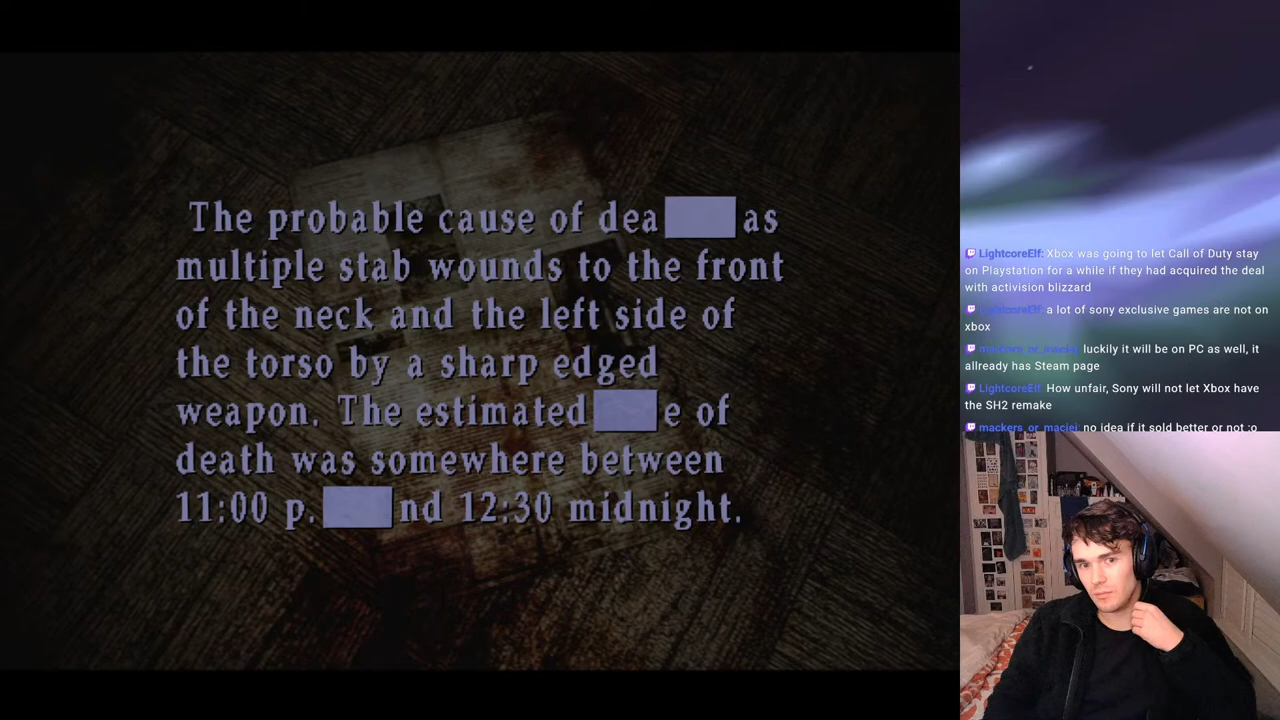 The probable cause of dea as
multiple stab wounds to the front
of the neck and the left side of
the torso by a sharp edged
weapon. The estimated e of
death was somewhere between
11:00 p. nd 12:30 midnight.
LightcoreElf: Xbox was going to let Call of Duty stay
on Playstation for a while if they had acquired the deal
with activision blizzard
LightcoreElf: a lot of sony exclusive games are not on
xbox
mackers_or_maciej: luckily it will be on PC as well, it
allready has Steam page
LightcoreElf: How unfair, Sony will not let Xbox have
the SH2 remake
mackers_or_maciej: no idea if it sold better or not :o